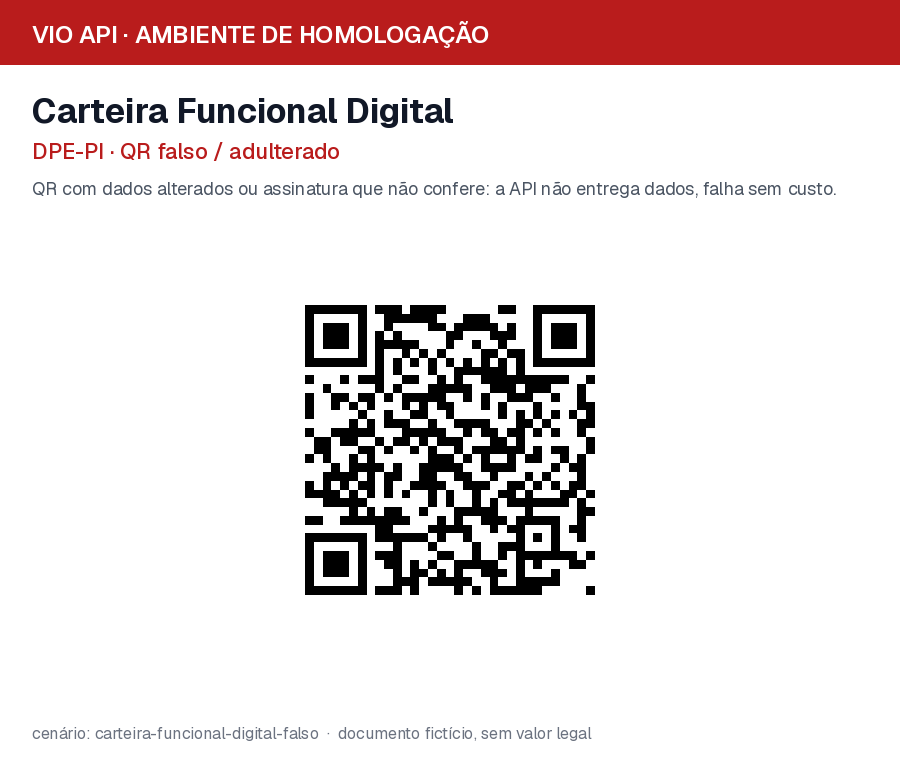 VIO API · AMBIENTE DE HOMOLOGAÇÃO
Carteira Funcional Digital
DPE-PI · QR falso / adulterado
QR com dados alterados ou assinatura que não confere: a API não entrega dados, falha sem custo.
cenário: carteira-funcional-digital-falso · documento fictício, sem valor legal